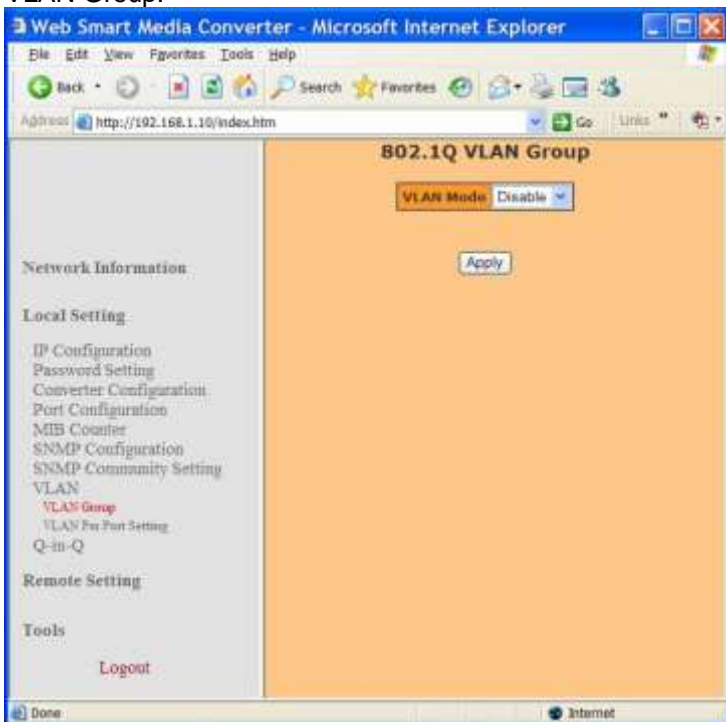 VLAN Group.
Web Smart Media Converter - Microsoft Internet Explorer
File Edit View Favorites Tools Help
Back Search Favorites
Address http://192.168.1.10/index.htm Go Links »
802.1Q VLAN Group
VLAN Mode Disable
Apply
Network Information
Local Setting
IP Configuration
Password Setting
Converter Configuration
Port Configuration
MIB Counter
SNMP Configuration
SNMP Community Setting
VLAN
VLAN Group
VLAN Per Port Setting
Q-in-Q
Remote Setting
Tools
Logout
Done Internet